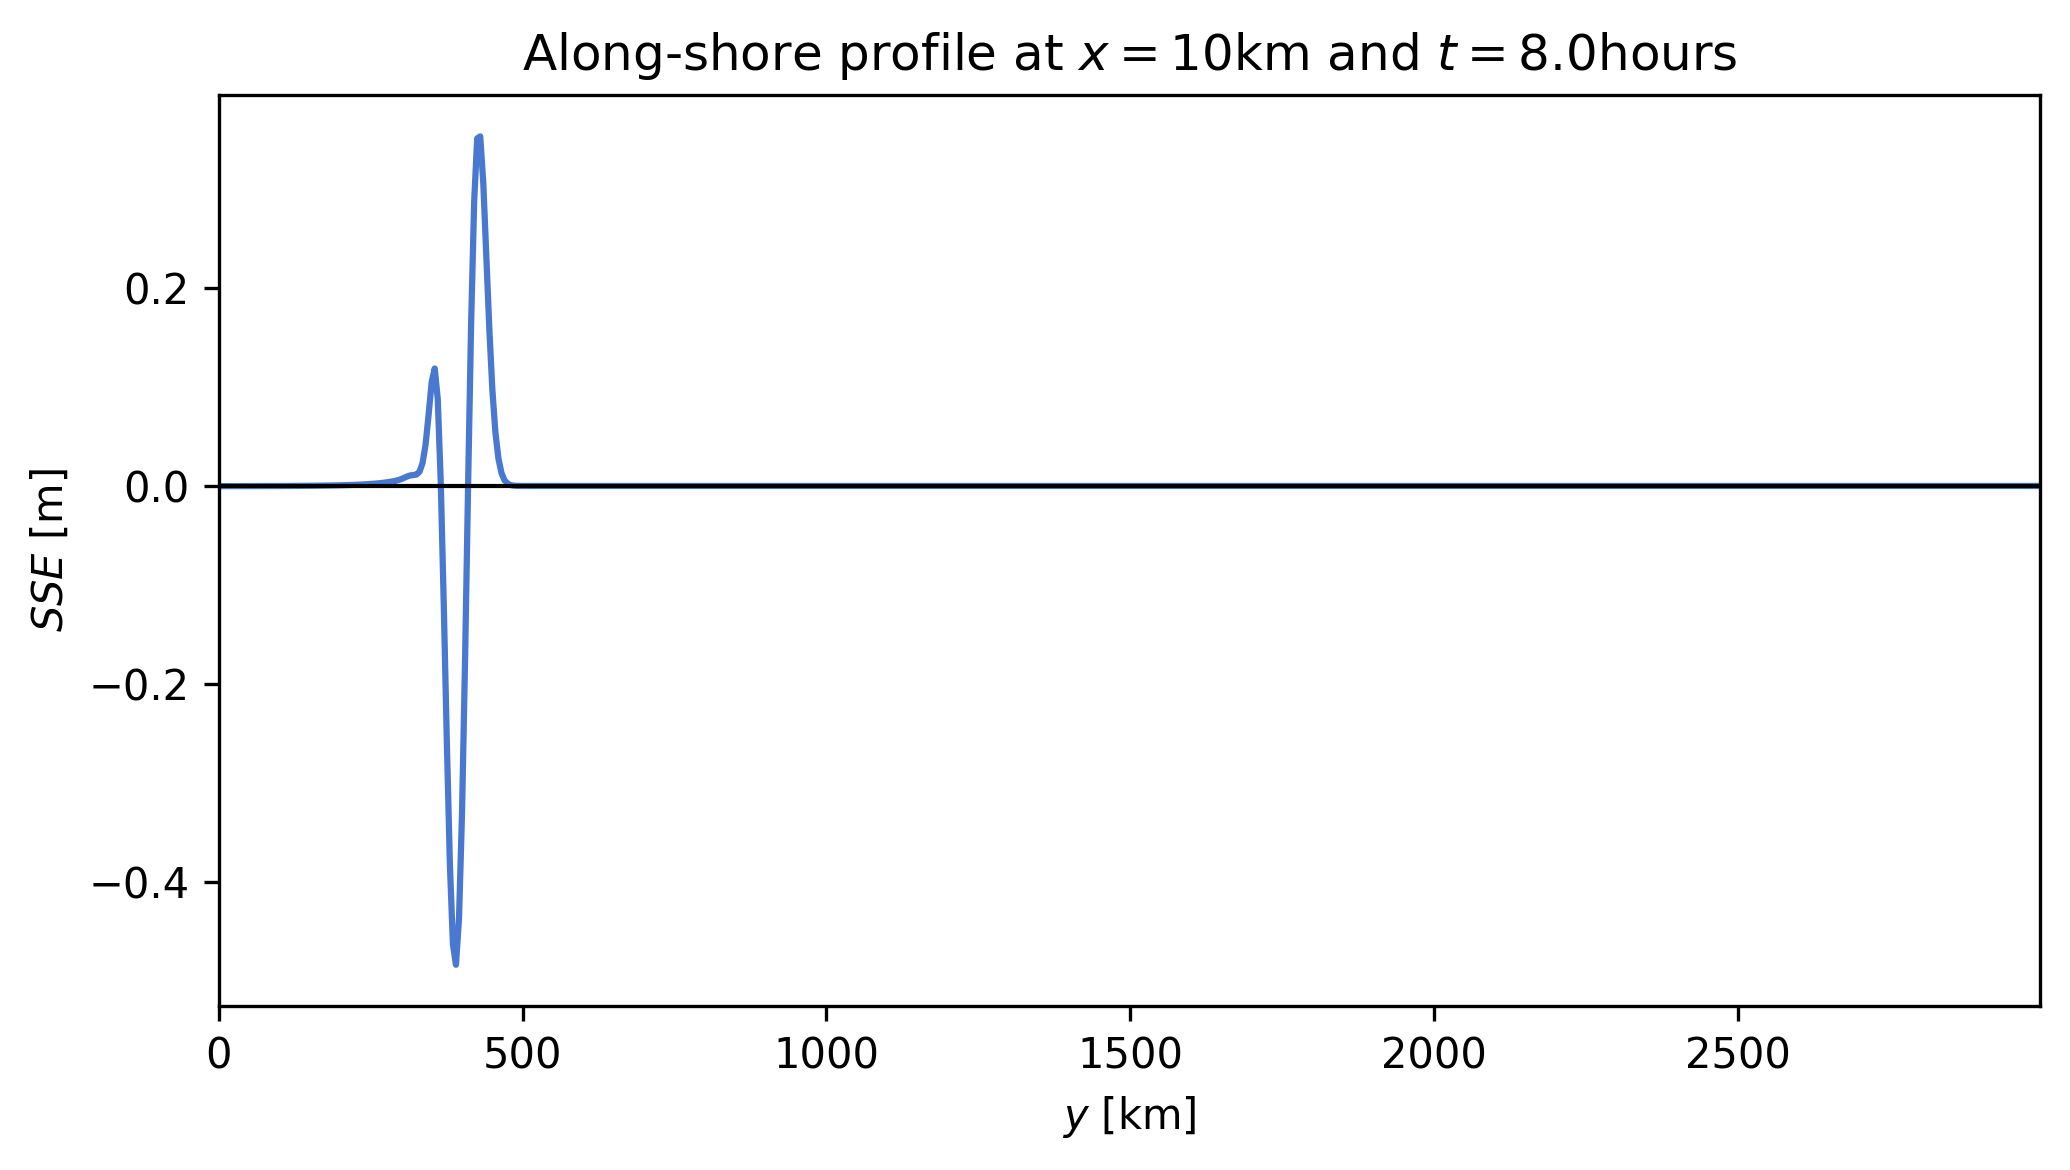 Along-shore profile at x = 10km and t = 8.0hours
SSE [m]
0.2
0.0
−0.2
−0.4
0 500 1000 1500 2000 2500
y [km]